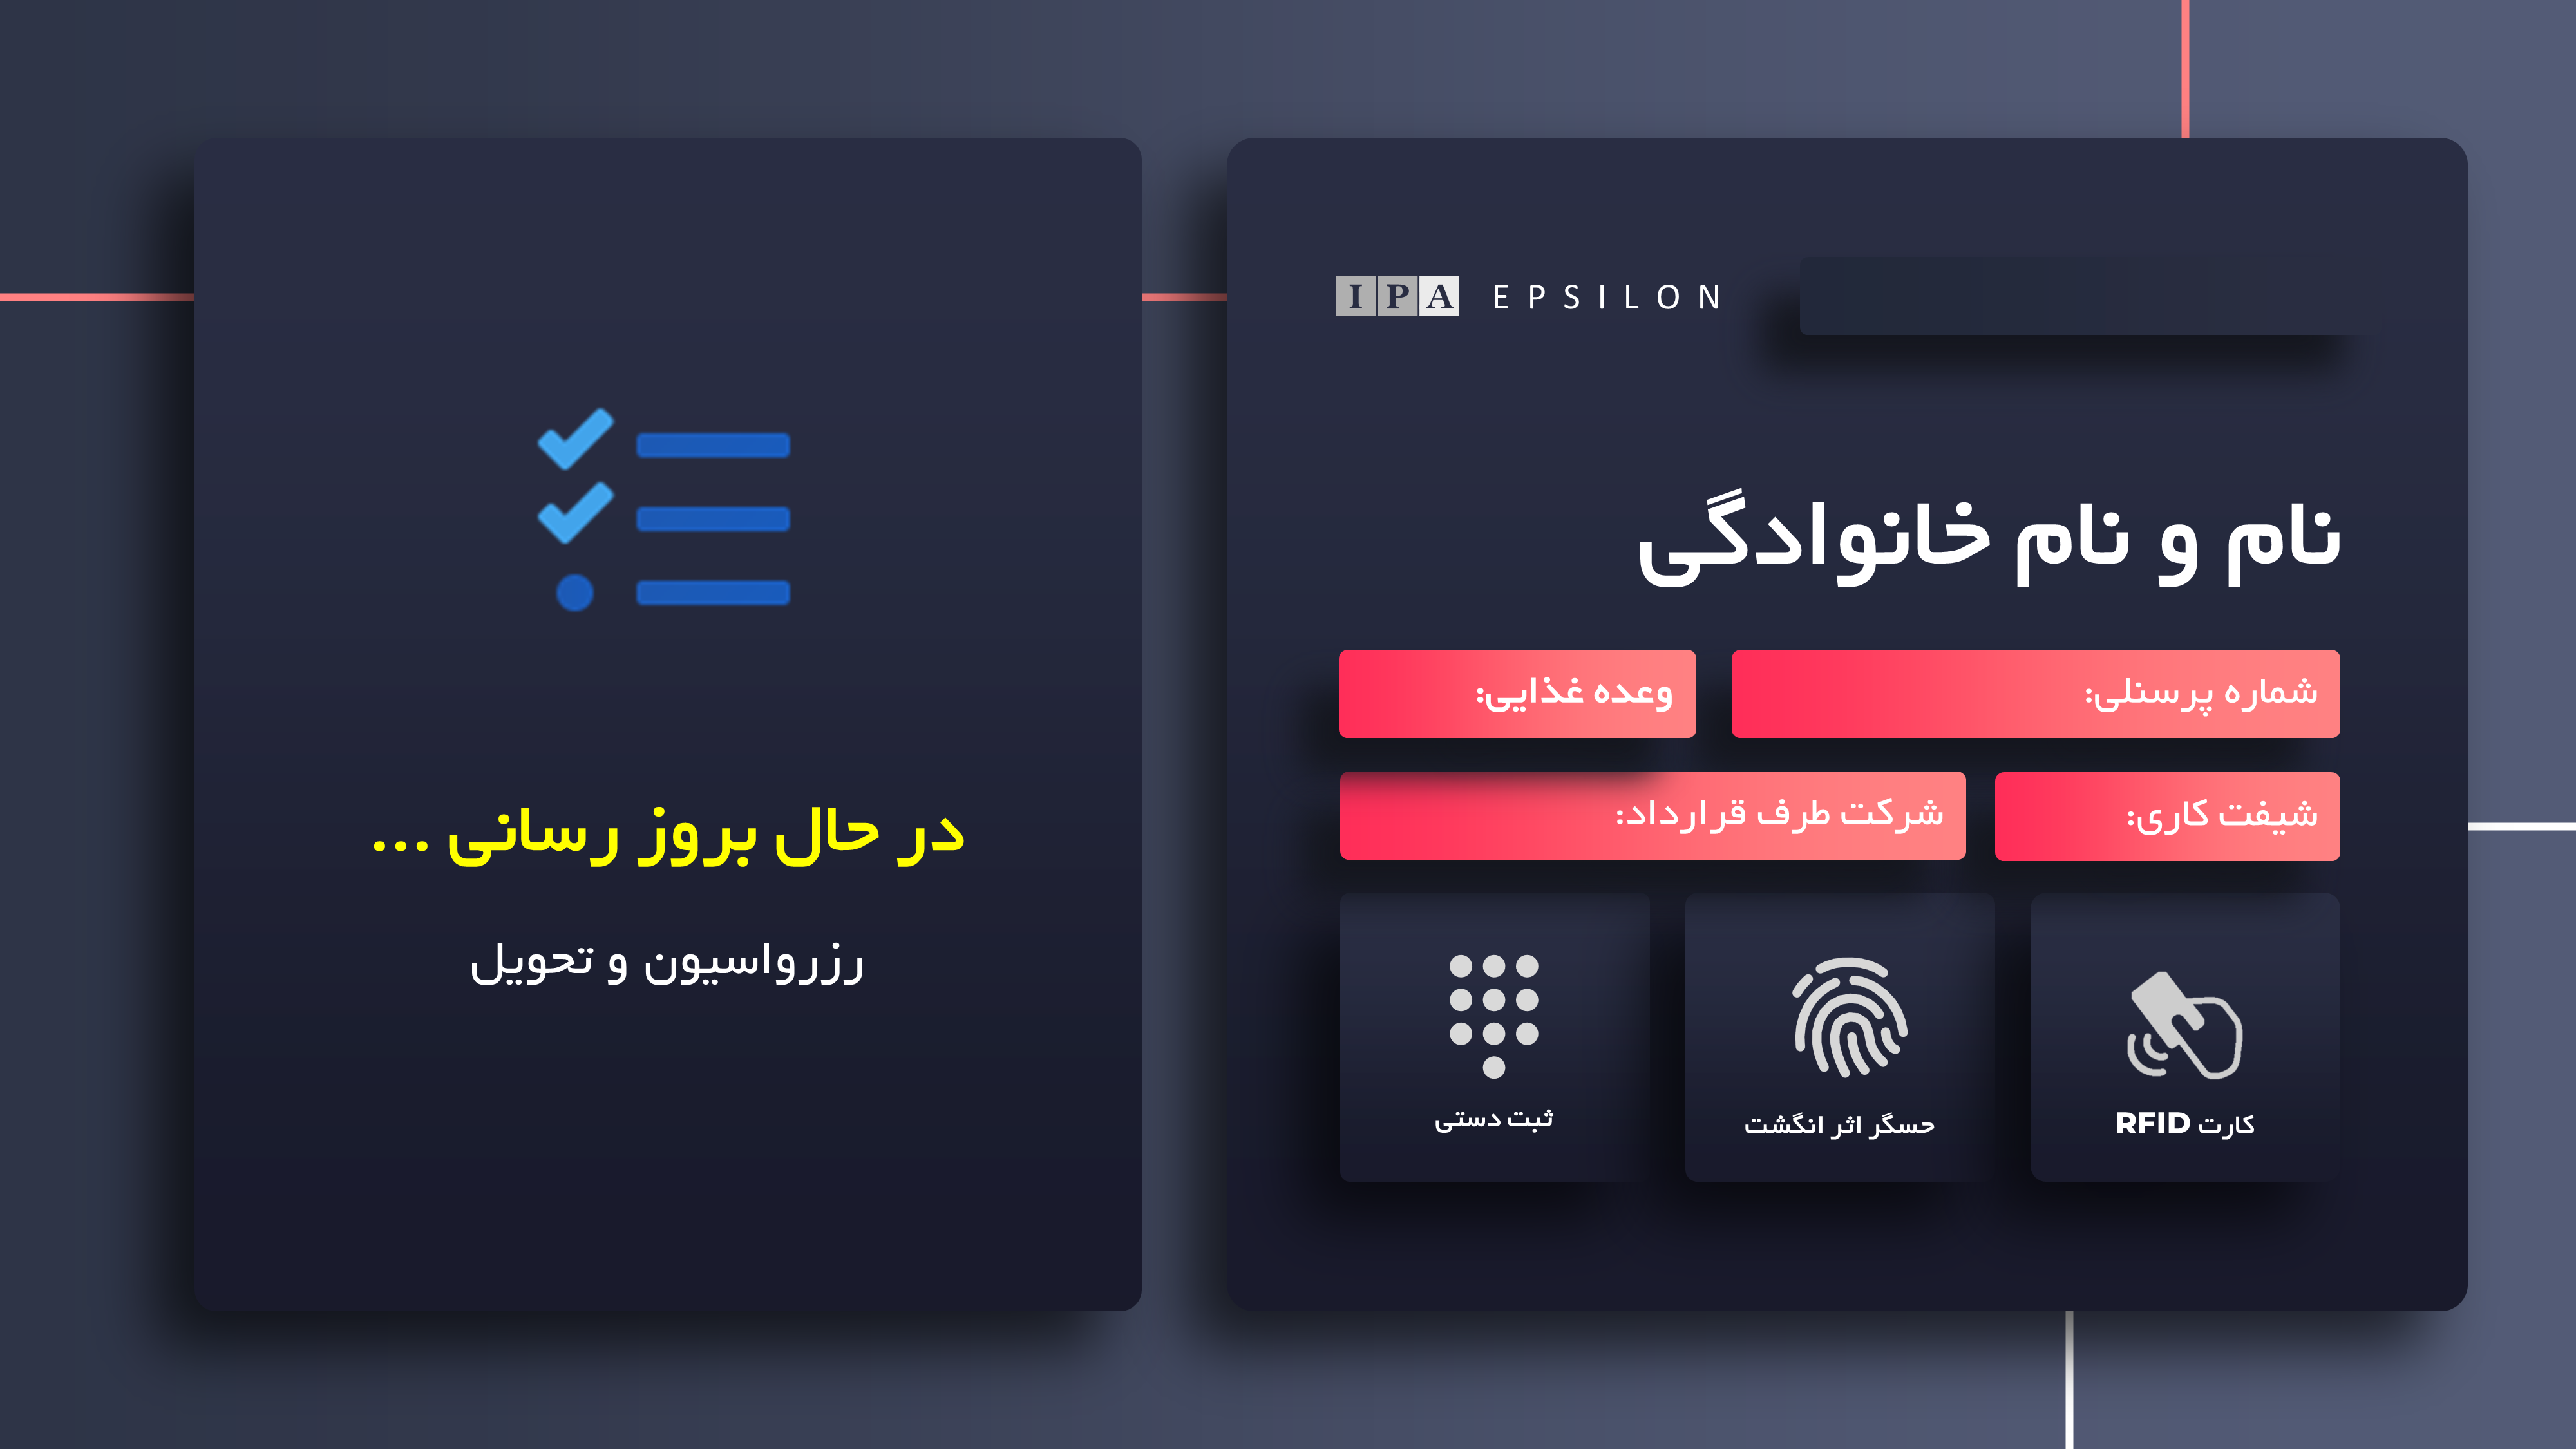 IPA EPSILON
نام و نام خانوادگی
شماره پرسنلی:
وعده غذایی:
شیفت کاری:
شرکت طرف قرارداد:
کارت RFID
حسگر اثر انگشت
ثبت دستی
در حال بروز رسانی ...
رزرواسیون و تحویل